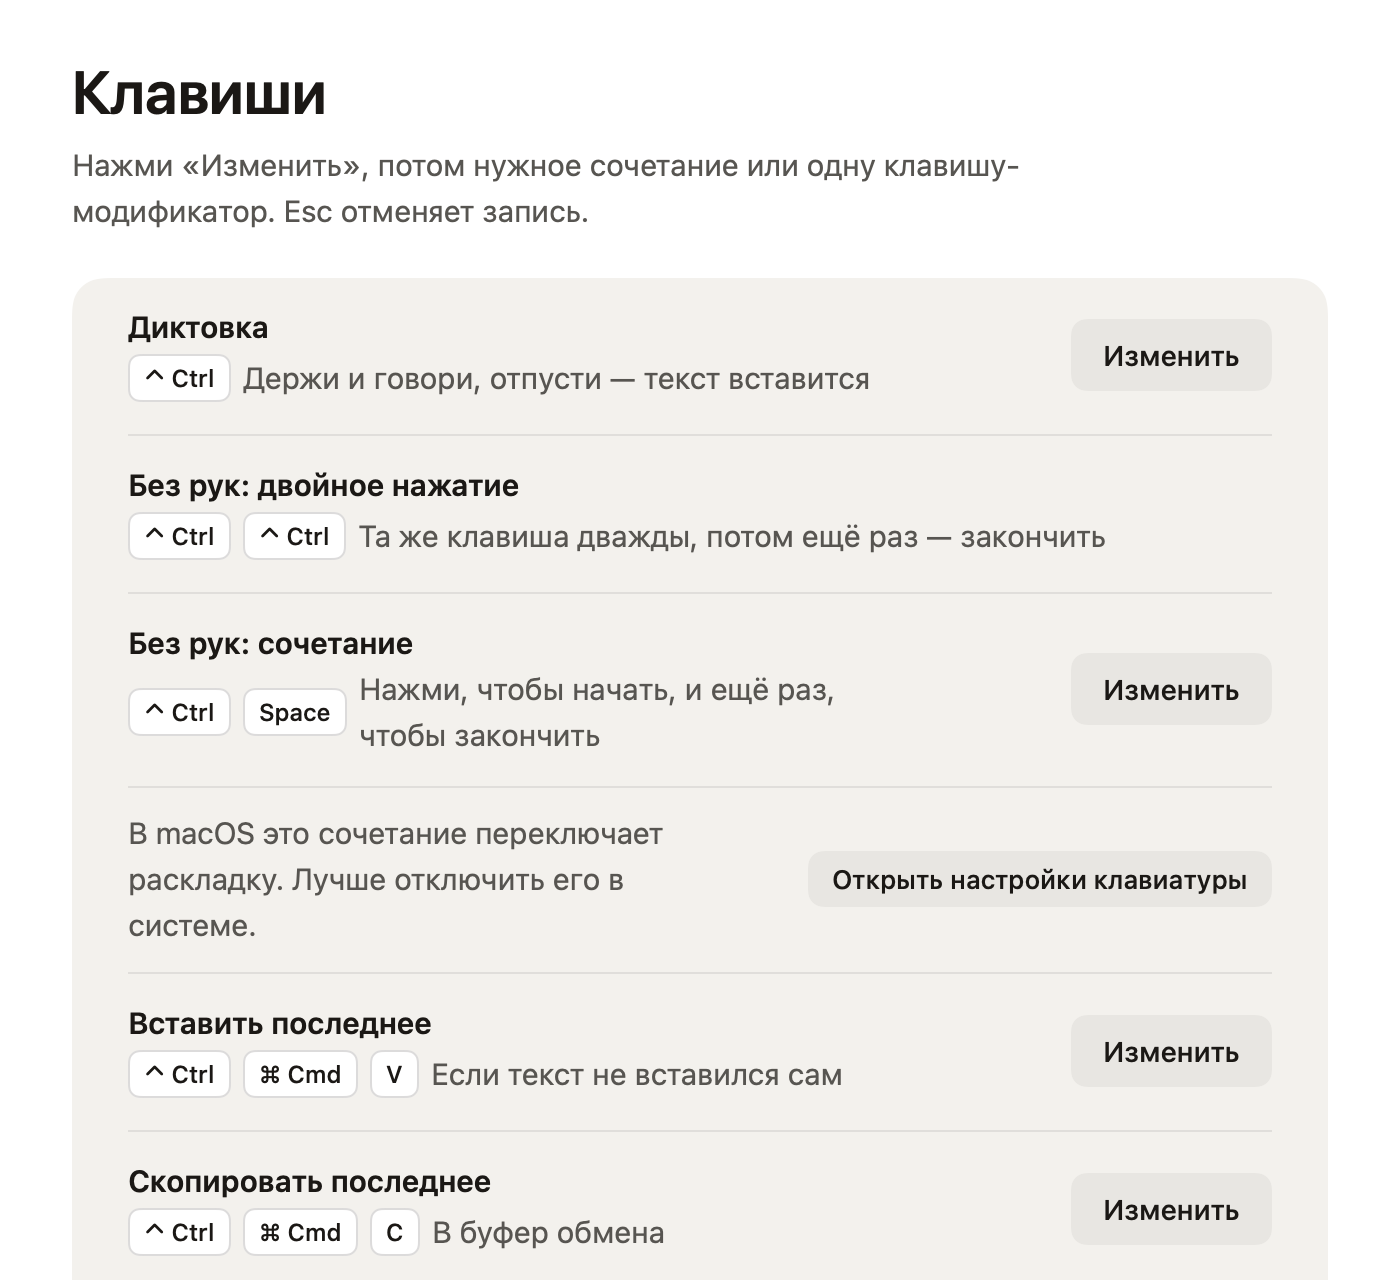 Клавиши
Нажми «Изменить», потом нужное сочетание или одну клавишу-
модификатор. Esc отменяет запись.
Диктовка
^ Ctrl Держи и говори, отпусти — текст вставится
Изменить
Без рук: двойное нажатие
^ Ctrl ^ Ctrl Та же клавиша дважды, потом ещё раз — закончить
Без рук: сочетание
^ Ctrl Space Нажми, чтобы начать, и ещё раз,
чтобы закончить
Изменить
В macOS это сочетание переключает
раскладку. Лучше отключить его в
системе.
Открыть настройки клавиатуры
Вставить последнее
^ Ctrl ⌘ Cmd V Если текст не вставился сам
Изменить
Скопировать последнее
^ Ctrl ⌘ Cmd C В буфер обмена
Изменить